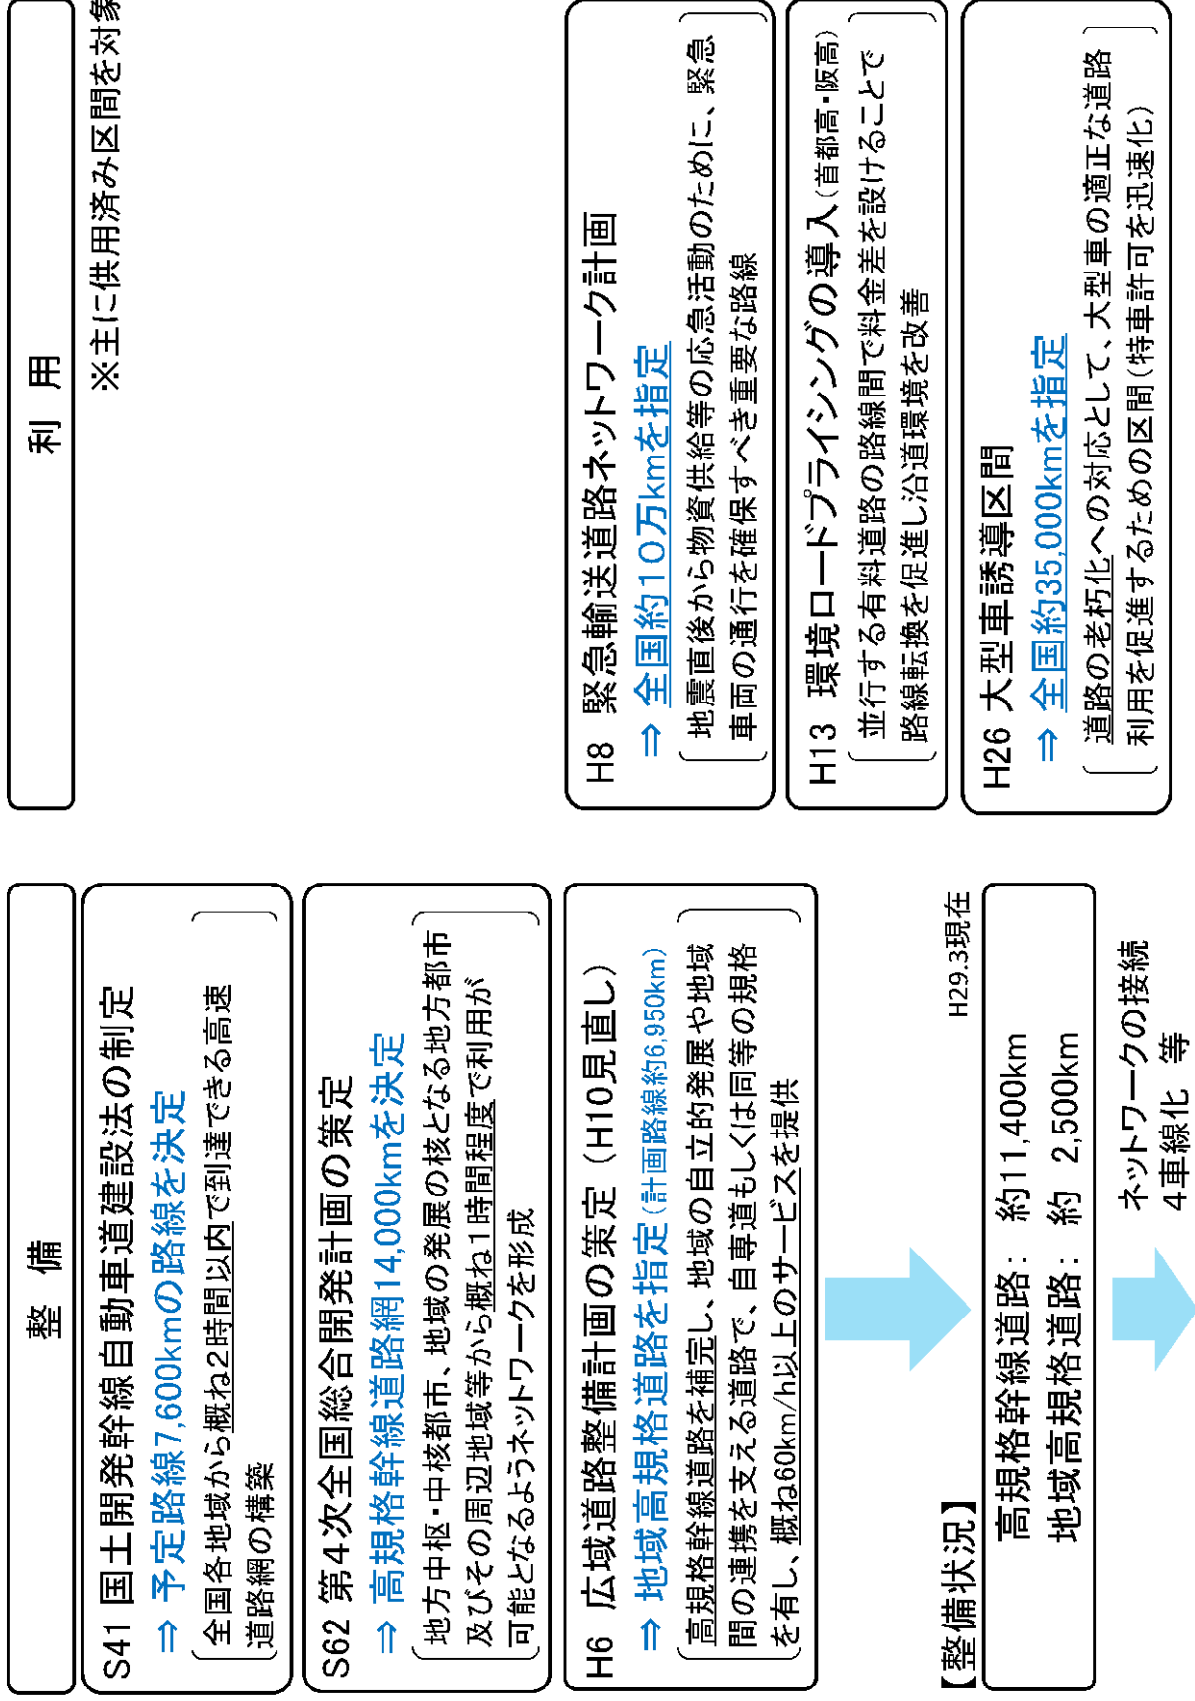 整　備
S41 国土開発幹線自動車道建設法の制定
⇒ 予定路線7,600kmの路線を決定
全国各地域から概ね2時間以内で到達できる高速
道路網の構築
S62 第4次全国総合開発計画の策定
⇒ 高規格幹線道路網14,000kmを決定
地方中枢・中核都市、地域の発展の核となる地方都市
及びその周辺地域等から概ね1時間程度で利用が
可能となるようネットワークを形成
H6 広域道路整備計画の策定（H10見直し）
⇒ 地域高規格道路を指定(計画路線約6,950km)
高規格幹線道路を補完し、地域の自立的発展や地域
間の連携を支える道路で、自専道もしくは同等の規格
を有し、概ね60km/h以上のサービスを提供
【整備状況】
H29.3現在
高規格幹線道路： 約11,400km
地域高規格道路： 約 2,500km
ネットワークの接続
4車線化 等
利　用
※主に供用済み区間を対象
H8 緊急輸送道路ネットワーク計画
⇒ 全国約10万kmを指定
地震直後から物資供給等の応急活動のために、緊急
車両の通行を確保すべき重要な路線
H13 環境ロードプライシングの導入(首都高・阪高)
並行する有料道路の路線間で料金差を設けることで
路線転換を促進し沿道環境を改善
H26 大型車誘導区間
⇒ 全国約35,000kmを指定
道路の老朽化への対応として、大型車の適正な道路
利用を促進するための区間(特車許可を迅速化)